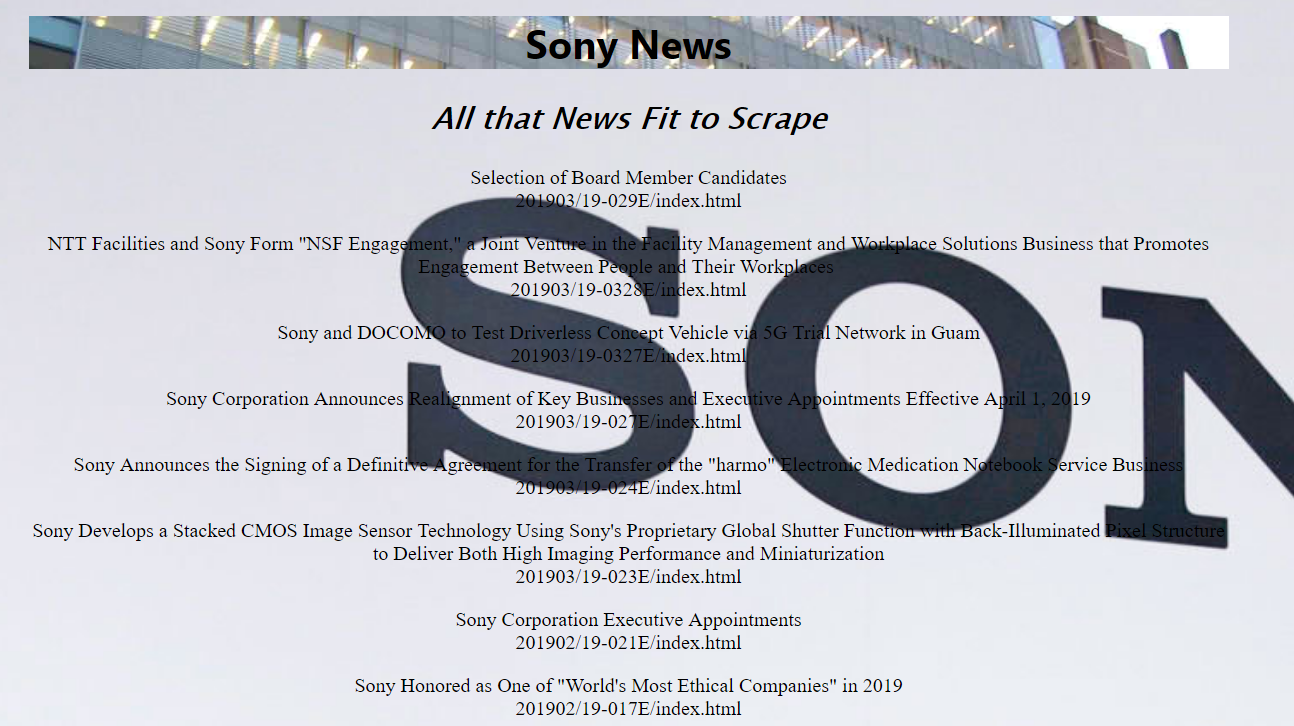 Sony News
All that News Fit to Scrape
Selection of Board Member Candidates
201903/19-029E/index.html
NTT Facilities and Sony Form "NSF Engagement," a Joint Venture in the Facility Management and Workplace Solutions Business that Promotes
Engagement Between People and Their Workplaces
201903/19-0328E/index.html
Sony and DOCOMO to Test Driverless Concept Vehicle via 5G Trial Network in Guam
201903/19-0327E/index.html
Sony Corporation Announces Realignment of Key Businesses and Executive Appointments Effective April 1, 2019
201903/19-027E/index.html
Sony Announces the Signing of a Definitive Agreement for the Transfer of the "harmo" Electronic Medication Notebook Service Business
201903/19-024E/index.html
Sony Develops a Stacked CMOS Image Sensor Technology Using Sony's Proprietary Global Shutter Function with Back-Illuminated Pixel Structure
to Deliver Both High Imaging Performance and Miniaturization
201903/19-023E/index.html
Sony Corporation Executive Appointments
201902/19-021E/index.html
Sony Honored as One of "World's Most Ethical Companies" in 2019
201902/19-017E/index.html
SON